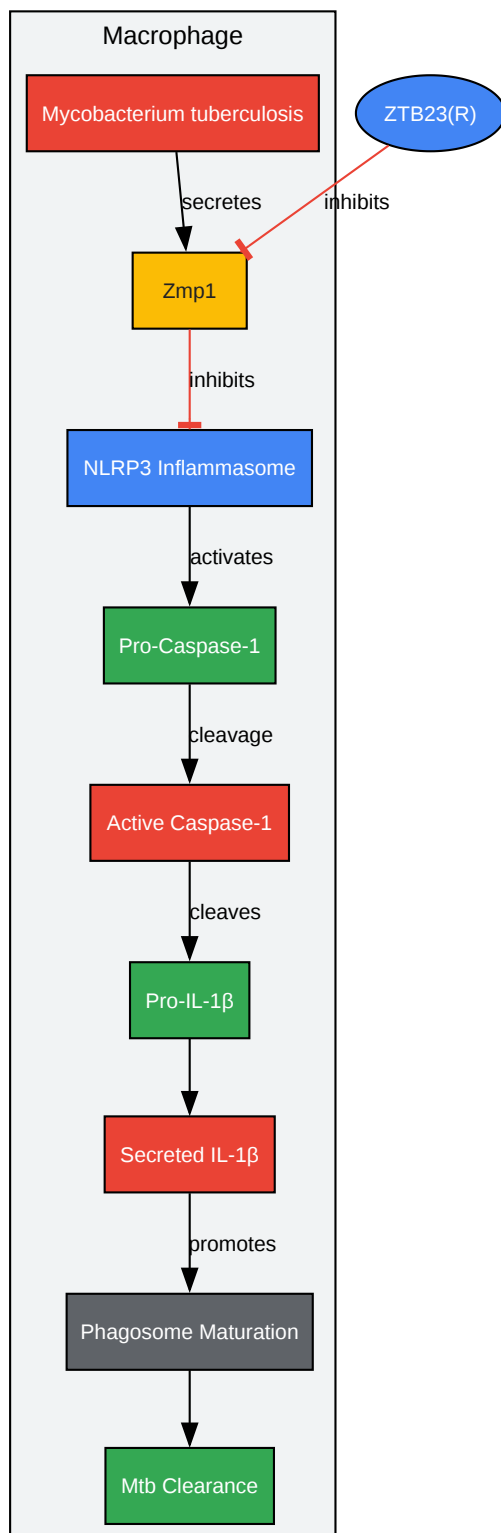 Macrophage
Mycobacterium tuberculosis
ZTB23(R)
secretes
inhibits
Zmp1
inhibits
NLRP3 Inflammasome
activates
Pro-Caspase-1
cleavage
Active Caspase-1
cleaves
Pro-IL-1β
Secreted IL-1β
promotes
Phagosome Maturation
Mtb Clearance